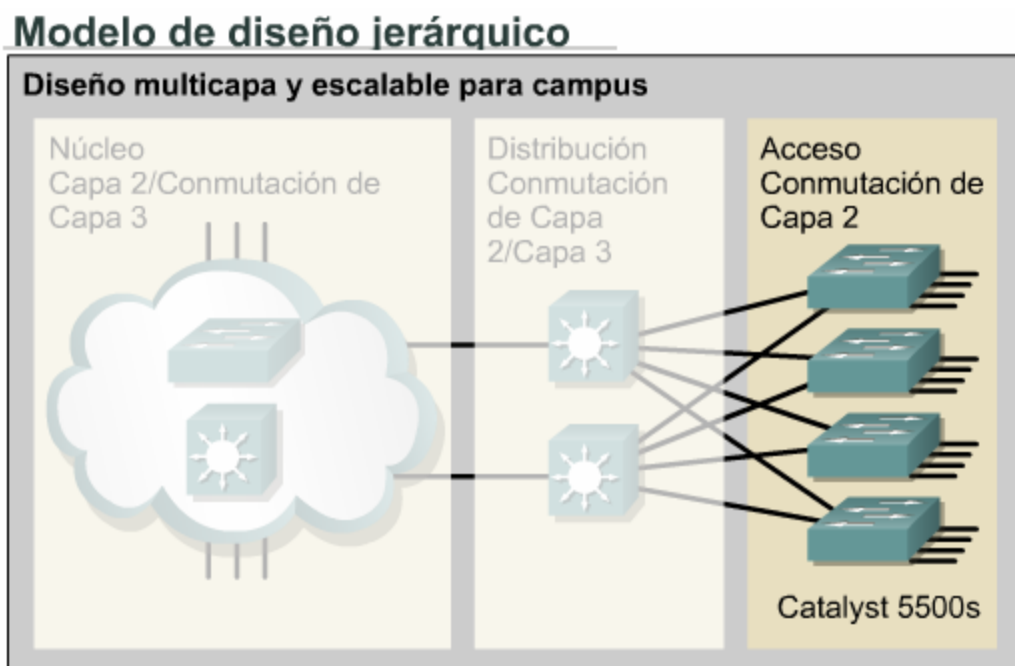 Modelo de diseño jerárquico
Diseño multicapa y escalable para campus
Núcleo
Capa 2/Conmutación de
Capa 3
Distribución
Conmutación
de Capa
2/Capa 3
Acceso
Conmutación de
Capa 2
Catalyst 5500s